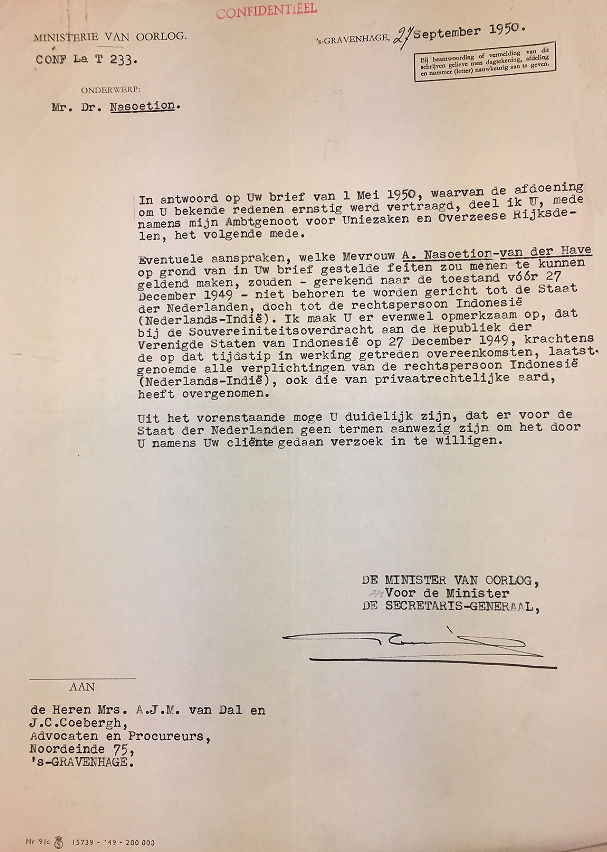 CONFIDENTIËEL
MINISTERIE VAN OORLOG.
CONF La T 233.
's-GRAVENHAGE, 27 September 1950.
Bij beantwoording of vermelding van dit
schrijven gelieve men dagtekening, afdeling
en nummer (letter) nauwkeurig aan te geven.
ONDERWERP:
Mr. Dr. Nasoetion.
In antwoord op Uw brief van 1 Mei 1950, waarvan de afdoening
om U bekende redenen ernstig werd vertraagd, deel ik U, mede
namens mijn Ambtgenoot voor Uniezaken en Overzeese Rijksde-
len, het volgende mede.
Eventuele aanspraken, welke Mevrouw A. Nasoetion-van der Have
op grond van in Uw brief gestelde feiten zou menen te kunnen
geldend maken, zouden - gerekend naar de toestand vóór 27
December 1949 - niet behoren te worden gericht tot de Staat
der Nederlanden, doch tot de rechtspersoon Indonesië
(Nederlands-Indië). Ik maak U er evenwel opmerkzaam op, dat
bij de Souvereiniteitsoverdracht aan de Republiek der
Verenigde Staten van Indonesië op 27 December 1949, krachtens
de op dat tijdstip in werking getreden overeenkomsten, laatst-
genoemde alle verplichtingen van de rechtspersoon Indonesië
(Nederlands-Indië), ook die van privaatrechtelijke aard,
heeft overgenomen.
Uit het vorenstaande moge U duidelijk zijn, dat er voor de
Staat der Nederlanden geen termen aanwezig zijn om het door
U namens Uw cliënte gedaan verzoek in te willigen.
DE MINISTER VAN OORLOG,
Voor de Minister
DE SECRETARIS-GENERAAL,
AAN
de Heren Mrs. A.J.M. van Dal en
J.C.Coebergh,
Advocaten en Procureurs,
Noordeinde 75,
's-GRAVENHAGE.
Nr 91c 15739 - '49 - 200 000